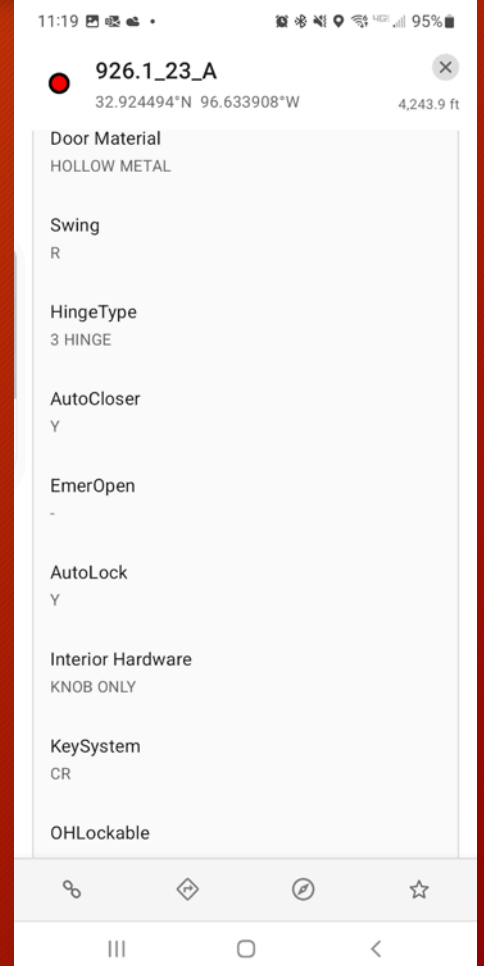 11:19
95%
926.1_23_A
32.924494°N 96.633908°W
4,243.9 ft
Door Material
HOLLOW METAL
Swing
R
HingeType
3 HINGE
AutoCloser
Y
EmerOpen
-
AutoLock
Y
Interior Hardware
KNOB ONLY
KeySystem
CR
OHLockable